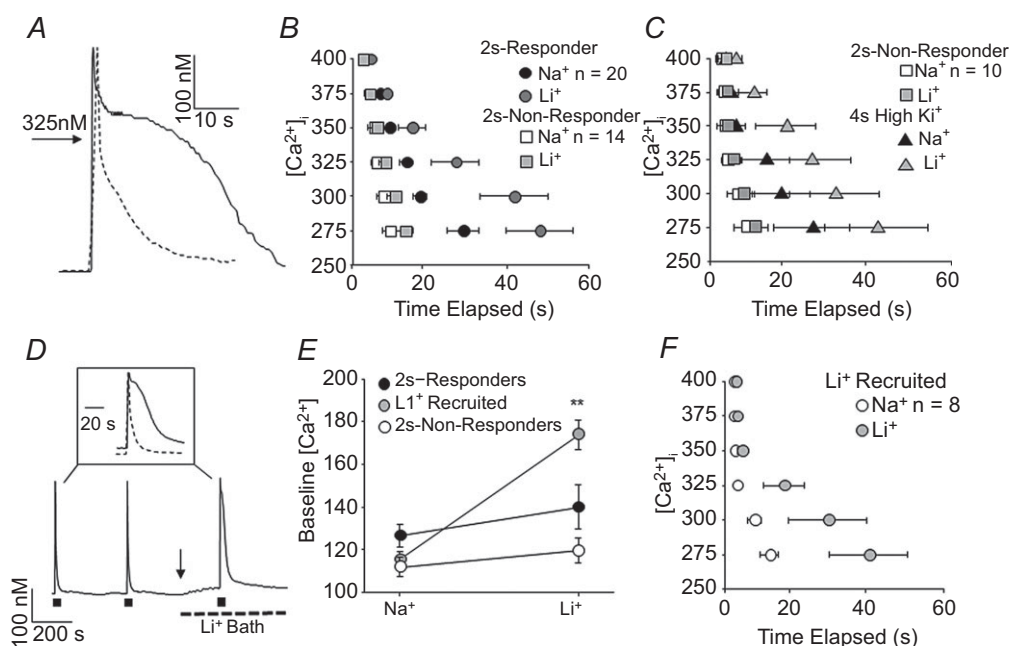 A
325nM
100 nM
10 s
B
2s-Responder
Na+ n = 20
Li+
2s-Non-Responder
Na+ n = 14
Li+
[Ca2+]i
400
375
350
325
300
275
250
0
20
40
60
Time Elapsed (s)
C
2s-Non-Responder
Na+ n = 10
Li+
4s High Ki+
Na+
Li+
[Ca2+]i
400
375
350
325
300
275
250
0
20
40
60
Time Elapsed (s)
D
20 s
100 nM
200 s
Li+ Bath
E
2s−Responders
L1+ Recruited
2s-Non-Responders
**
Baseline [Ca2+]
200
180
160
140
120
100
Na+
Li+
F
Li+ Recruited
Na+ n = 8
Li+
[Ca2+]i
400
375
350
325
300
275
250
0
20
40
60
Time Elapsed (s)